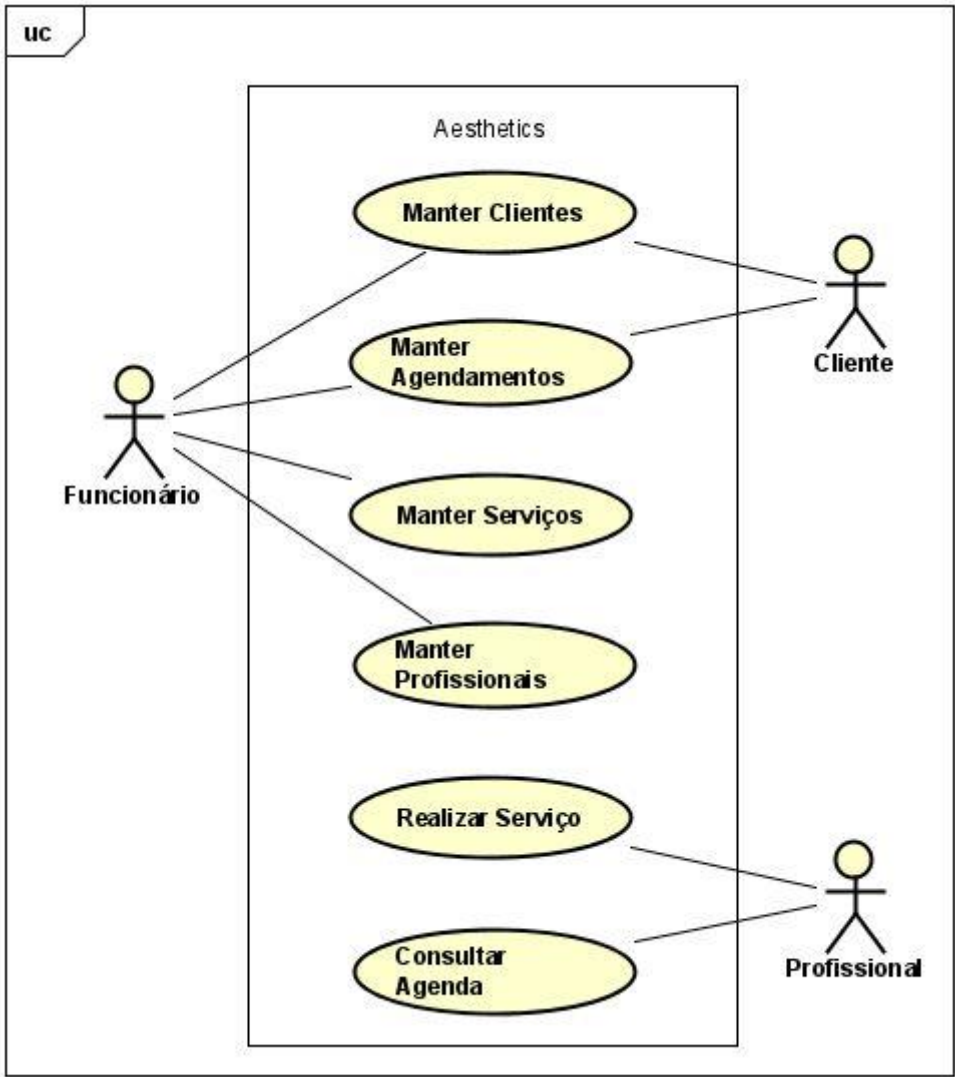 uc
Aesthetics
Manter Clientes
Cliente
Manter
Agendamentos
Funcionário
Manter Serviços
Manter
Profissionais
Realizar Serviço
Profissional
Consultar
Agenda